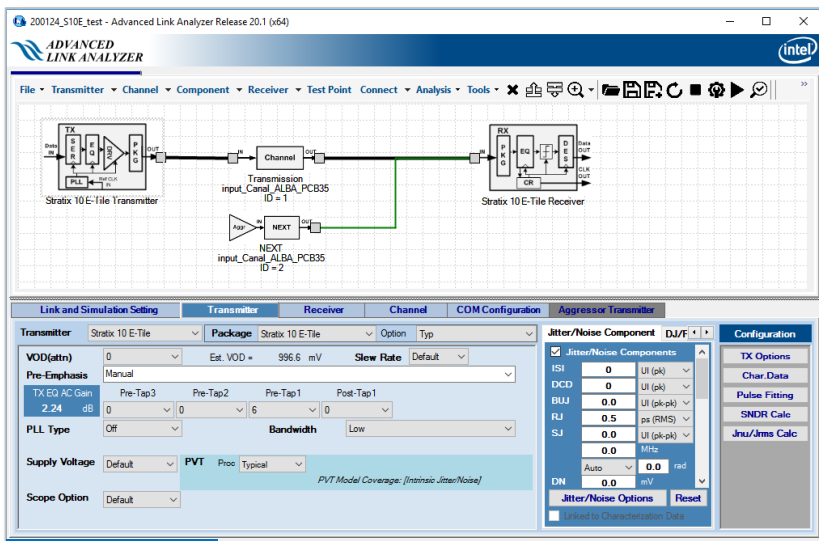 200124_S10E_test - Advanced Link Analyzer Release 20.1 (x64)
ADVANCED
LINK ANALYZER
intel
File Transmitter Channel Component Receiver Test Point Connect Analysis Tools
TX
Data IN
SER
EQ
DRV
PKG
OUT
PLL
Ref CLK IN
Stratix 10 E-Tile Transmitter
IN
Channel
OUT
Transmission
input_Canal_ALBA_PCB35
ID = 1
Aggr
IN
NEXT
OUT
NEXT
input_Canal_ALBA_PCB35
ID = 2
RX
IN
PKG
EQ
DES
Data OUT
CLK OUT
CR
Stratix 10 E-Tile Receiver
Link and Simulation Setting Transmitter Receiver Channel COM Configuration Aggressor Transmitter
Transmitter Stratix 10 E-Tile Package Stratix 10 E-Tile Option Typ
VOD(attn) 0 Est. VOD = 996.6 mV Slew Rate Default
Pre-Emphasis Manual
TX EQ AC Gain Pre-Tap3 Pre-Tap2 Pre-Tap1 Post-Tap1
2.24 dB 0 0 6 0
PLL Type Off Bandwidth Low
Supply Voltage Default PVT Proc Typical
PVT Model Coverage: [Intrinsic Jitter/Noise]
Scope Option Default
Jitter/Noise Component DJ/F
Jitter/Noise Components
ISI 0 UI (pk)
DCD 0 UI (pk)
BUJ 0.0 UI (pk-pk)
RJ 0.5 ps (RMS)
SJ 0.0 UI (pk-pk)
0.0 MHz
Auto 0.0 rad
DN 0.0 mV
Jitter/Noise Options Reset
Linked to Characterization Data
Configuration
TX Options
Char.Data
Pulse Fitting
SNDR Calc
Jnu/Jrms Calc